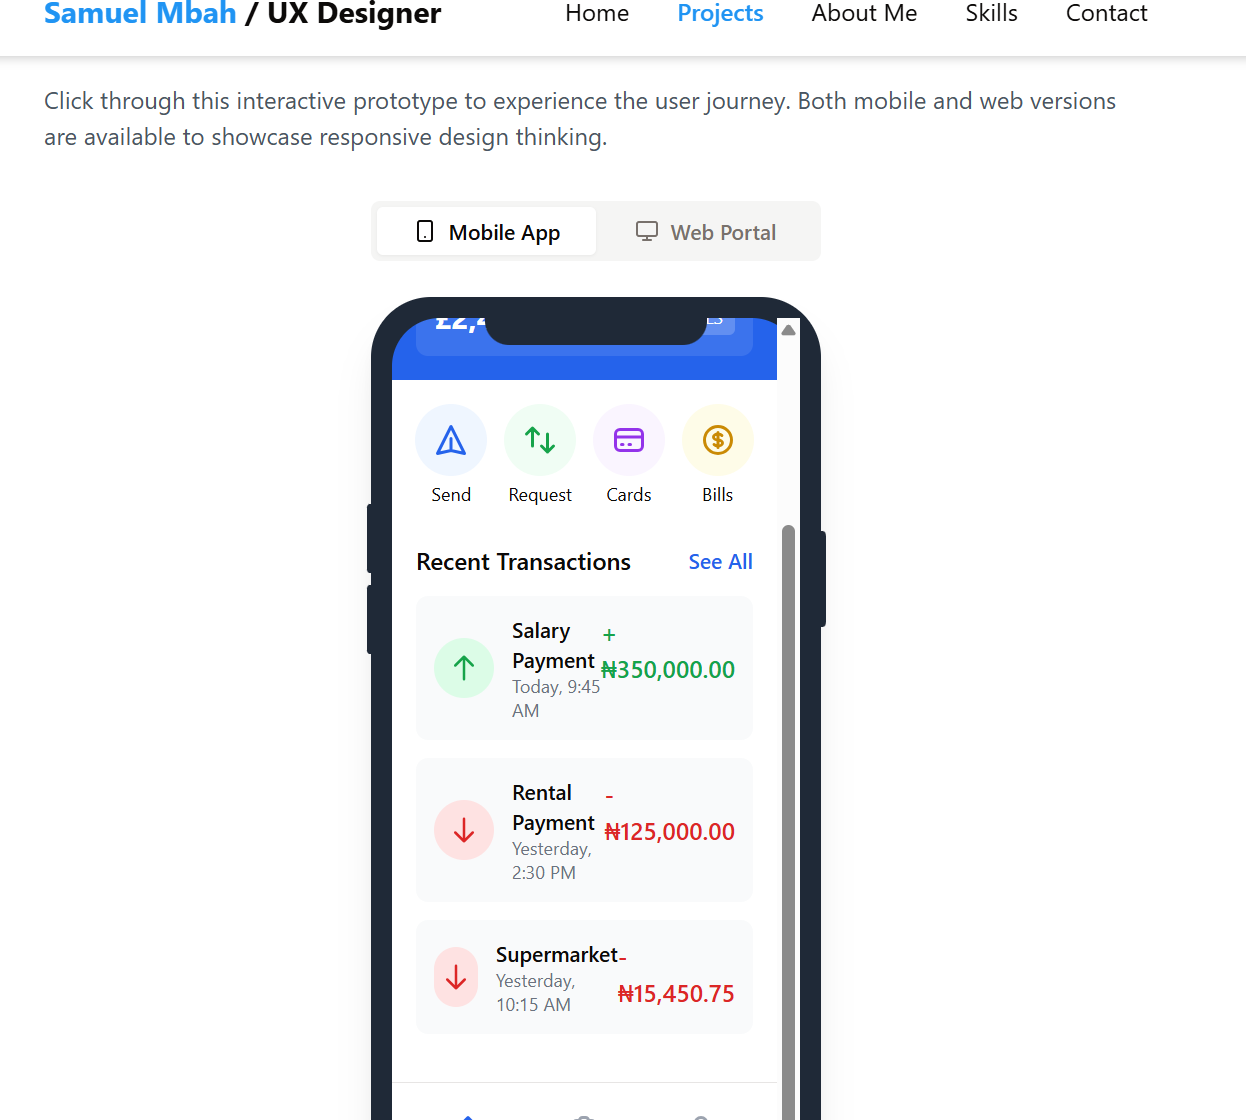 Samuel Mbah / UX Designer
Home Projects About Me Skills Contact
Click through this interactive prototype to experience the user journey. Both mobile and web versions
are available to showcase responsive design thinking.
Mobile App Web Portal
Send Request Cards Bills
Recent Transactions See All
Salary
Payment
Today, 9:45
AM
+
₦350,000.00
Rental
Payment
Yesterday,
2:30 PM
-
₦125,000.00
Supermarket
Yesterday,
10:15 AM
-
₦15,450.75